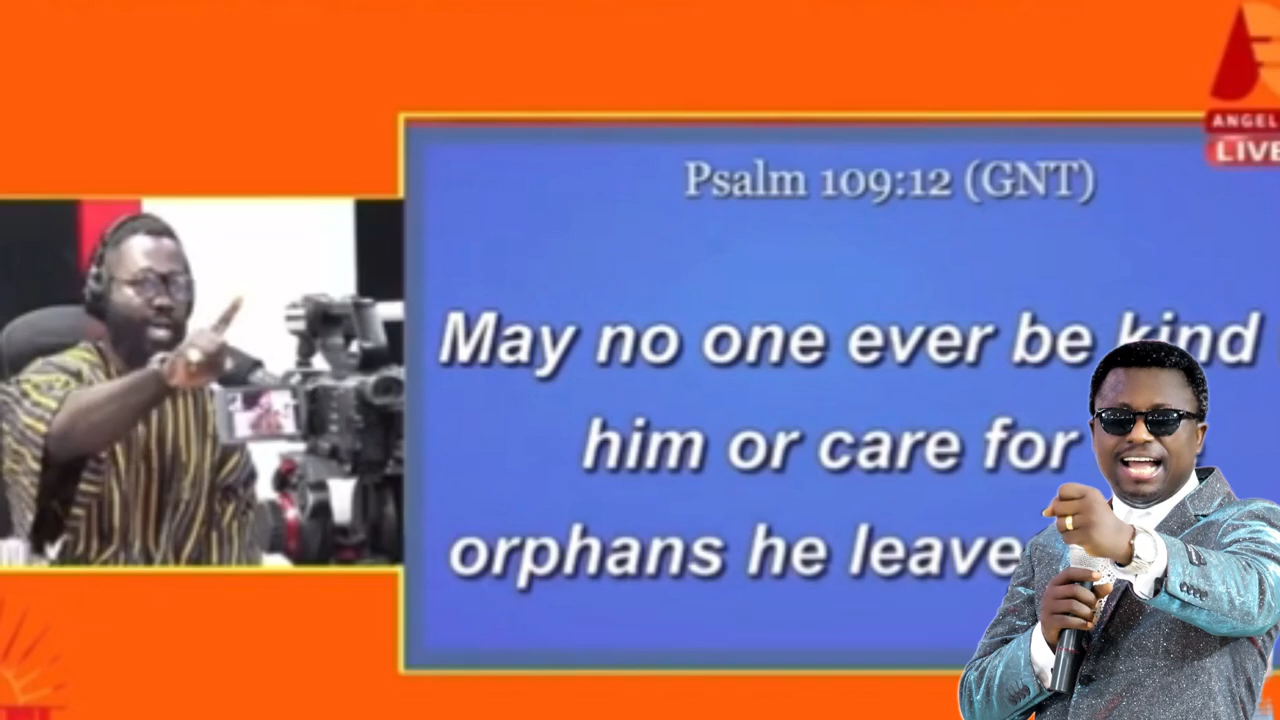 Psalm 109:12 (GNT)
May no one ever be kind
him or care for
orphans he leave
ANGEL
LIVE